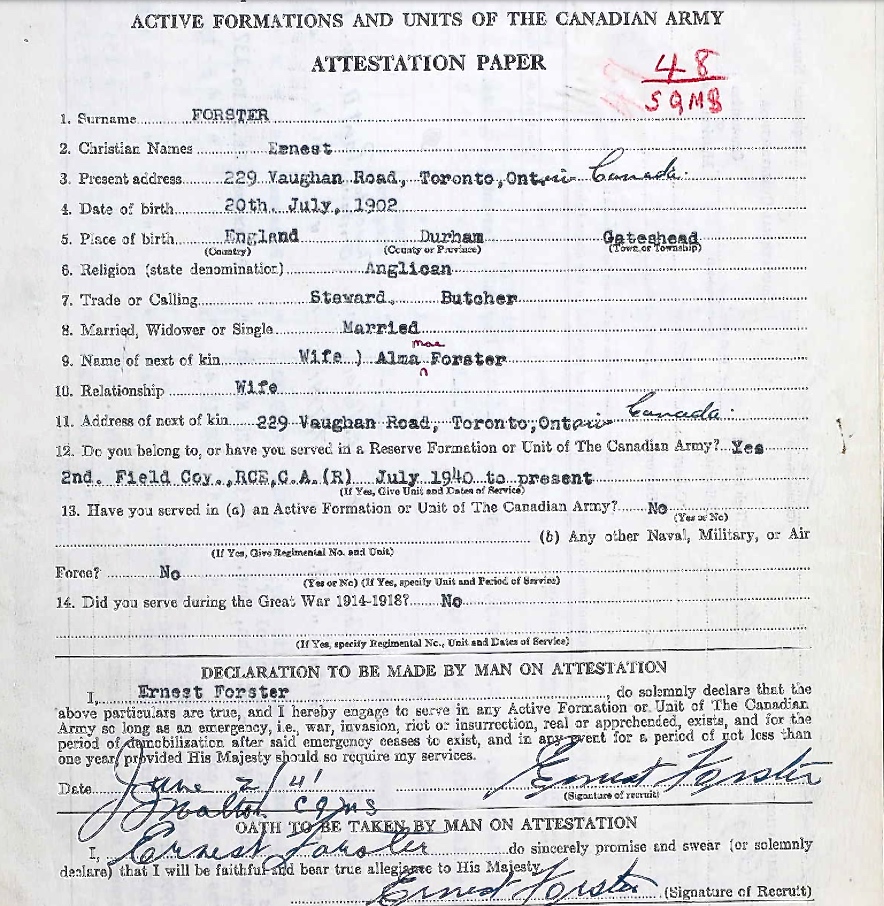 ACTIVE FORMATIONS AND UNITS OF THE CANADIAN ARMY
ATTESTATION PAPER
48
SQMS
1. Surname FORSTER
2. Christian Names Ernest
3. Present address 229 Vaughan Road, Toronto, Ontario Canada.
4. Date of birth 20th. July, 1902
5. Place of birth England Durham Gateshead
(Country) (County or Province) (Town or Township)
6. Religion (state denomination) Anglican
7. Trade or Calling Steward, Butcher
8. Married, Widower or Single Married
mae
9. Name of next of kin Wife ) Alma Forster
10. Relationship Wife
11. Address of next of kin 229 Vaughan Road, Toronto, Ontario Canada.
12. Do you belong to, or have you served in a Reserve Formation or Unit of The Canadian Army? Yes
2nd. Field Coy., RCE, C.A.(R) July 1940 to present
(If Yes, Give Unit and Dates of Service)
13. Have you served in (a) an Active Formation or Unit of The Canadian Army? No
(Yes or No)
(b) Any other Naval, Military, or Air
(If Yes, Give Regimental No. and Unit)
Force? No
(Yes or No) (If Yes, specify Unit and Period of Service)
14. Did you serve during the Great War 1914-1918? No
(If Yes, specify Regimental No., Unit and Dates of Service)
DECLARATION TO BE MADE BY MAN ON ATTESTATION
I, Ernest Forster, do solemnly declare that the
above particulars are true, and I hereby engage to serve in any Active Formation or Unit of The Canadian
Army so long as an emergency, i.e., war, invasion, riot or insurrection, real or apprehended, exists, and for the
period of demobilization after said emergency ceases to exist, and in any event for a period of not less than
one year, provided His Majesty should so require my services.
Date June 2/41 Ernest Forster
(Signature of recruit)
Walton CQMS
OATH TO BE TAKEN BY MAN ON ATTESTATION
I, Ernest Forster do sincerely promise and swear (or solemnly
declare) that I will be faithful and bear true allegiance to His Majesty.
Ernest Forster (Signature of Recruit)